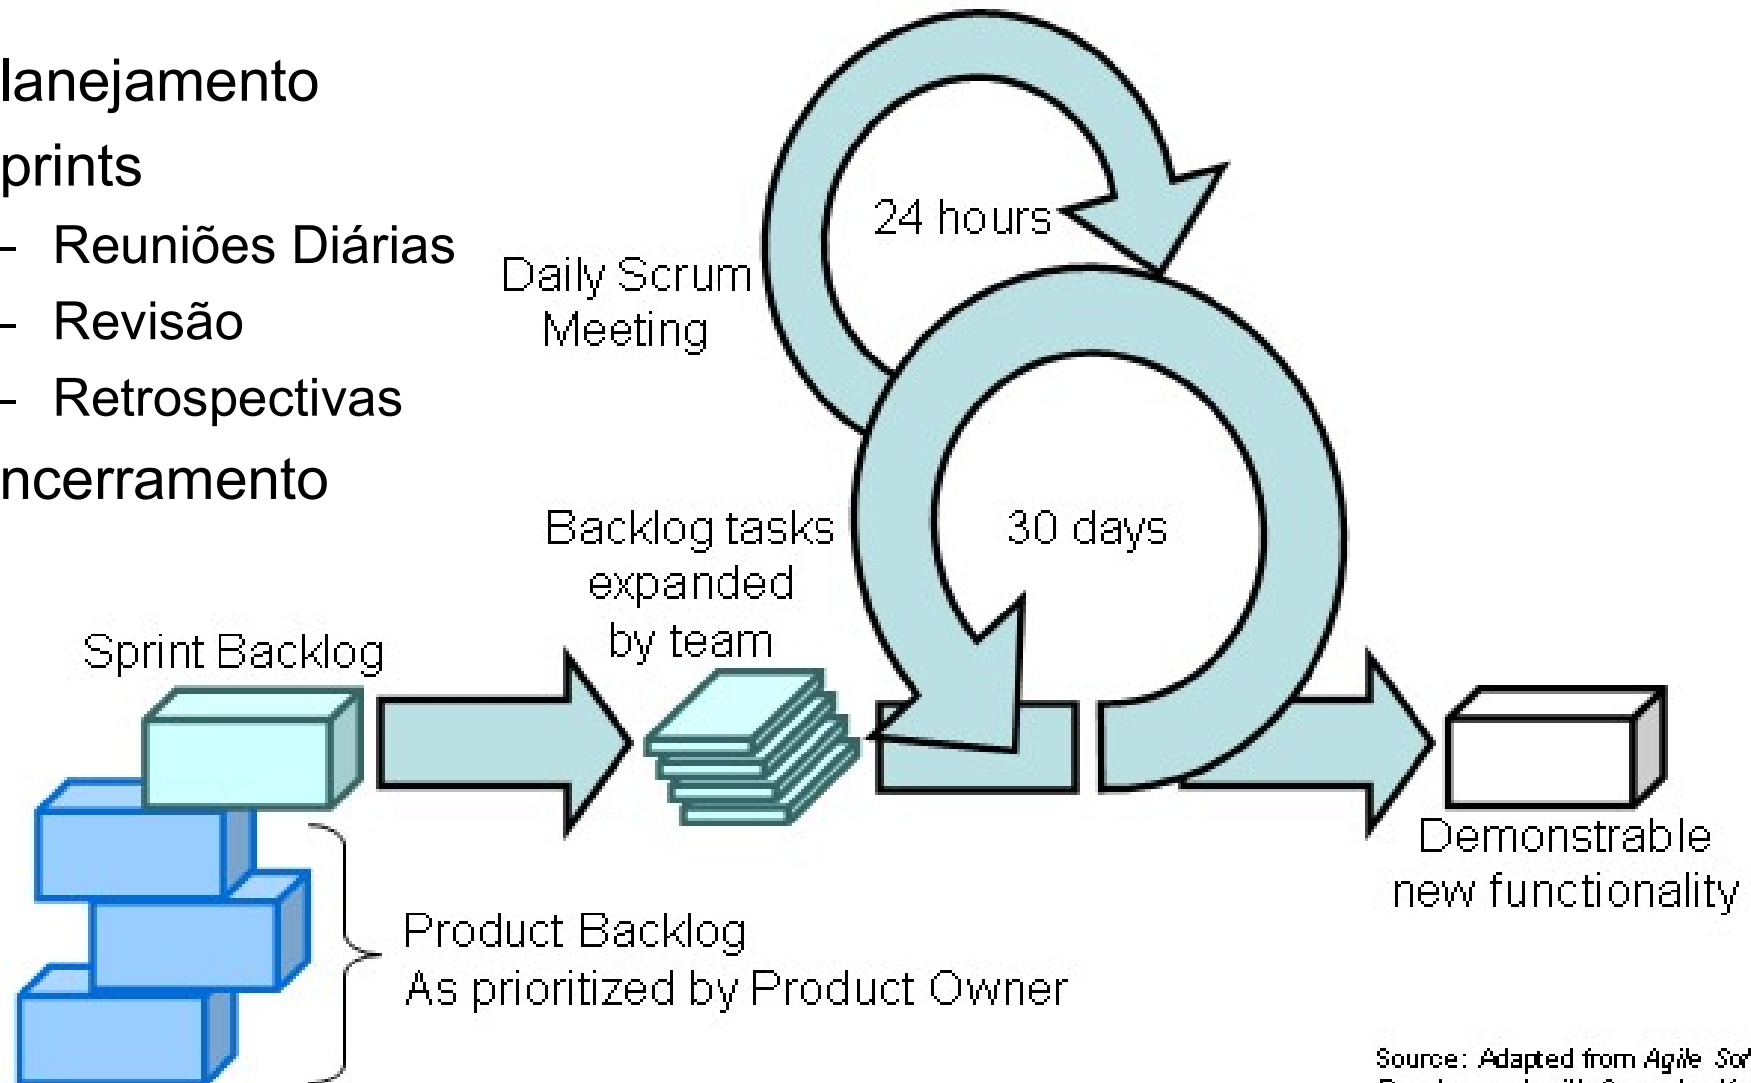 lanejamento
prints
- Reuniões Diárias
- Revisão
- Retrospectivas
ncerramento
24 hours
Daily Scrum
Meeting
30 days
Backlog tasks
expanded
by team
Sprint Backlog
Demonstrable
new functionality
Product Backlog
As prioritized by Product Owner
Source: Adapted from Agile